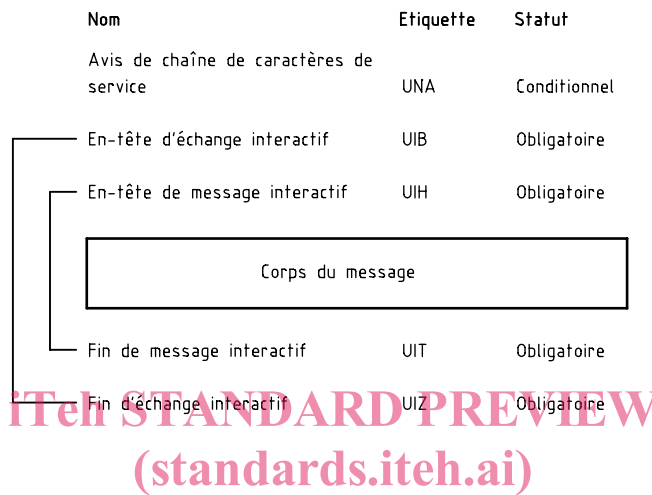 Nom Etiquette Statut
Avis de chaîne de caractères de
service UNA Conditionnel
En-tête d'échange interactif UIB Obligatoire
En-tête de message interactif UIH Obligatoire
Corps du message
Fin de message interactif UIT Obligatoire
Fin d'échange interactif UIZ Obligatoire
iTeh STANDARD PREVIEW
(standards.iteh.ai)